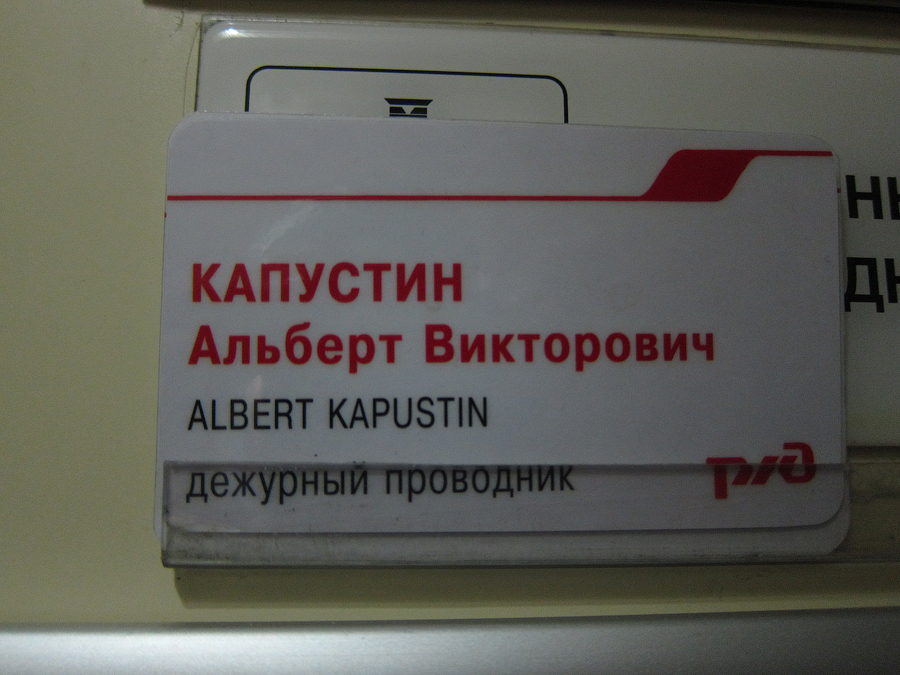 КАПУСТИН
Альберт Викторович
ALBERT KAPUSTIN
дежурный проводник
ржд